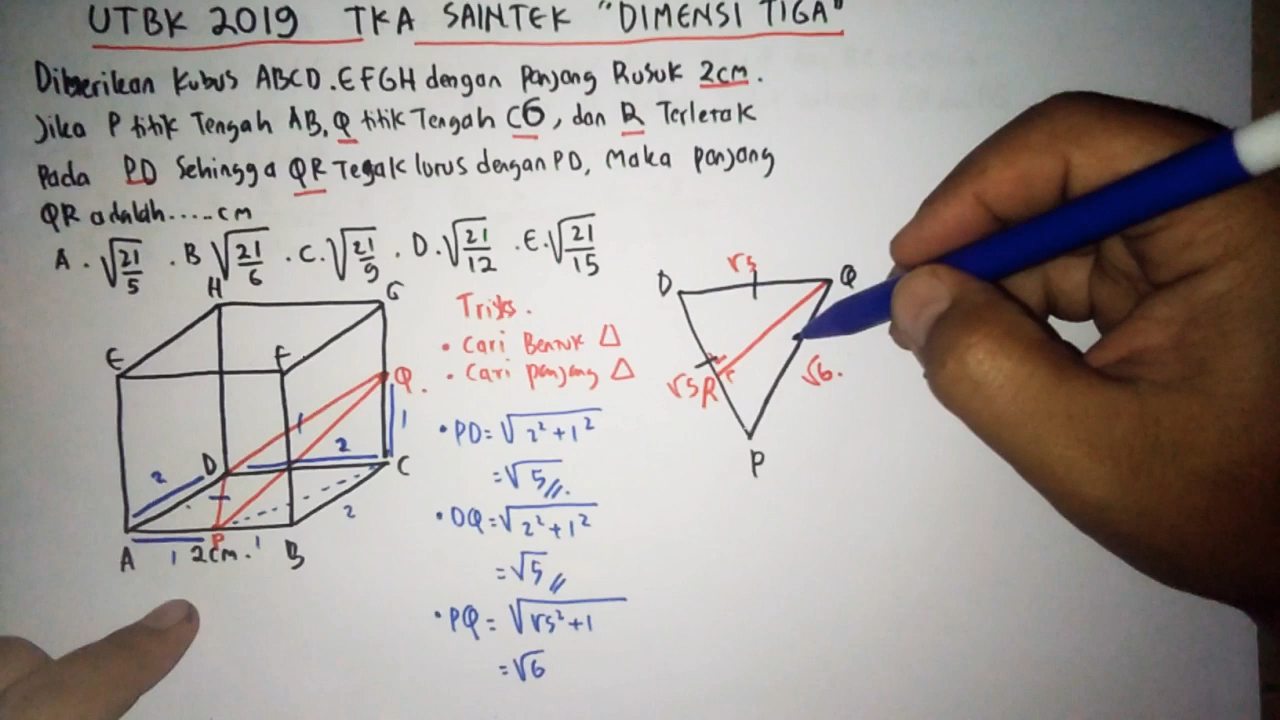 UTBK 2019 TKA SAINTEK "DIMENSI TIGA"
Diberikan Kubus ABCD.EFGH dengan Panjang Rusuk 2cm.
Jika P titik Tengah AB, Q titik Tengah CG, dan R Terletak
Pada PD Sehingga QR Tegak lurus dengan PD, Maka panjang
QR adalah.....cm
A. √21/5 . B √21/6 . C. √21/9 . D. √21/12 . E. √21/15
H
G
E
F
Q.
D
C
A
P
B
2
2
1
2
1
2cm.
1
Triks.
• Cari Bentuk △
• Cari panjang △
• PD = √2²+1²
= √5//.
• DQ = √2²+1²
= √5//
• PQ = √√5²+1
= √6
D
√5
Q
√5
R
√6.
P